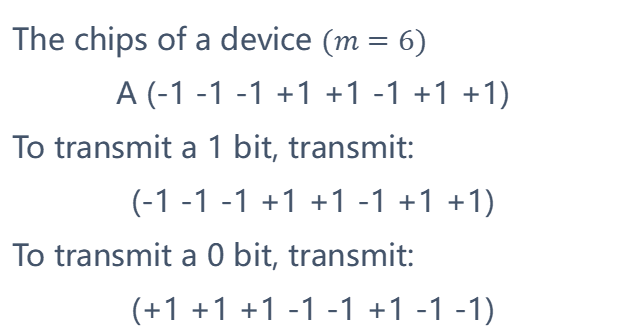 The chips of a device (m = 6)
A (-1 -1 -1 +1 +1 -1 +1 +1)
To transmit a 1 bit, transmit:
(-1 -1 -1 +1 +1 -1 +1 +1)
To transmit a 0 bit, transmit:
(+1 +1 +1 -1 -1 +1 -1 -1)